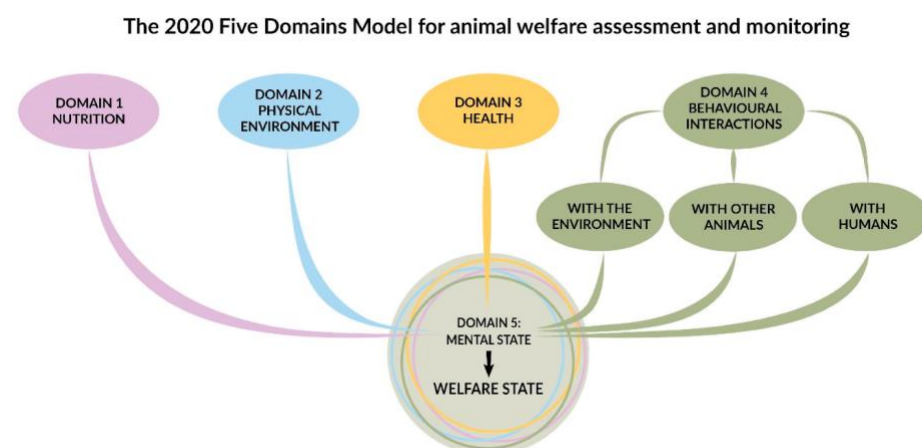 The 2020 Five Domains Model for animal welfare assessment and monitoring
DOMAIN 1
NUTRITION
DOMAIN 2
PHYSICAL
ENVIRONMENT
DOMAIN 3
HEALTH
DOMAIN 4
BEHAVIOURAL
INTERACTIONS
WITH THE
ENVIRONMENT
WITH OTHER
ANIMALS
WITH
HUMANS
DOMAIN 5:
MENTAL STATE
WELFARE STATE